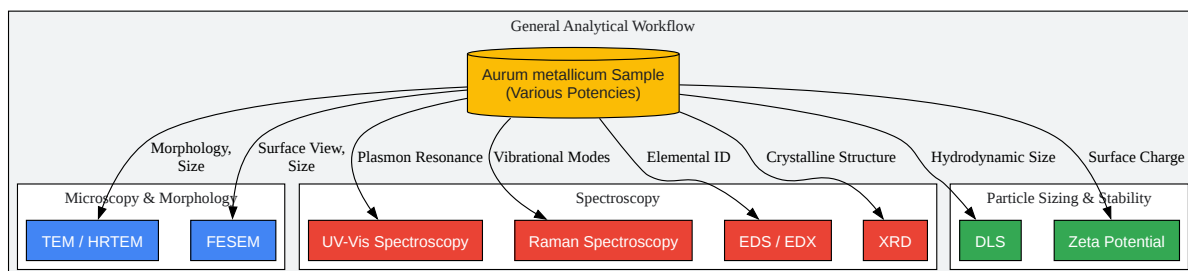 General Analytical Workflow
Aurum metallicum Sample
(Various Potencies)
Morphology,
Size
Surface View,
Size
Plasmon Resonance
Vibrational Modes
Elemental ID
Crystalline Structure
Hydrodynamic Size
Surface Charge
Microscopy & Morphology
Spectroscopy
Particle Sizing & Stability
TEM / HRTEM
FESEM
UV-Vis Spectroscopy
Raman Spectroscopy
EDS / EDX
XRD
DLS
Zeta Potential